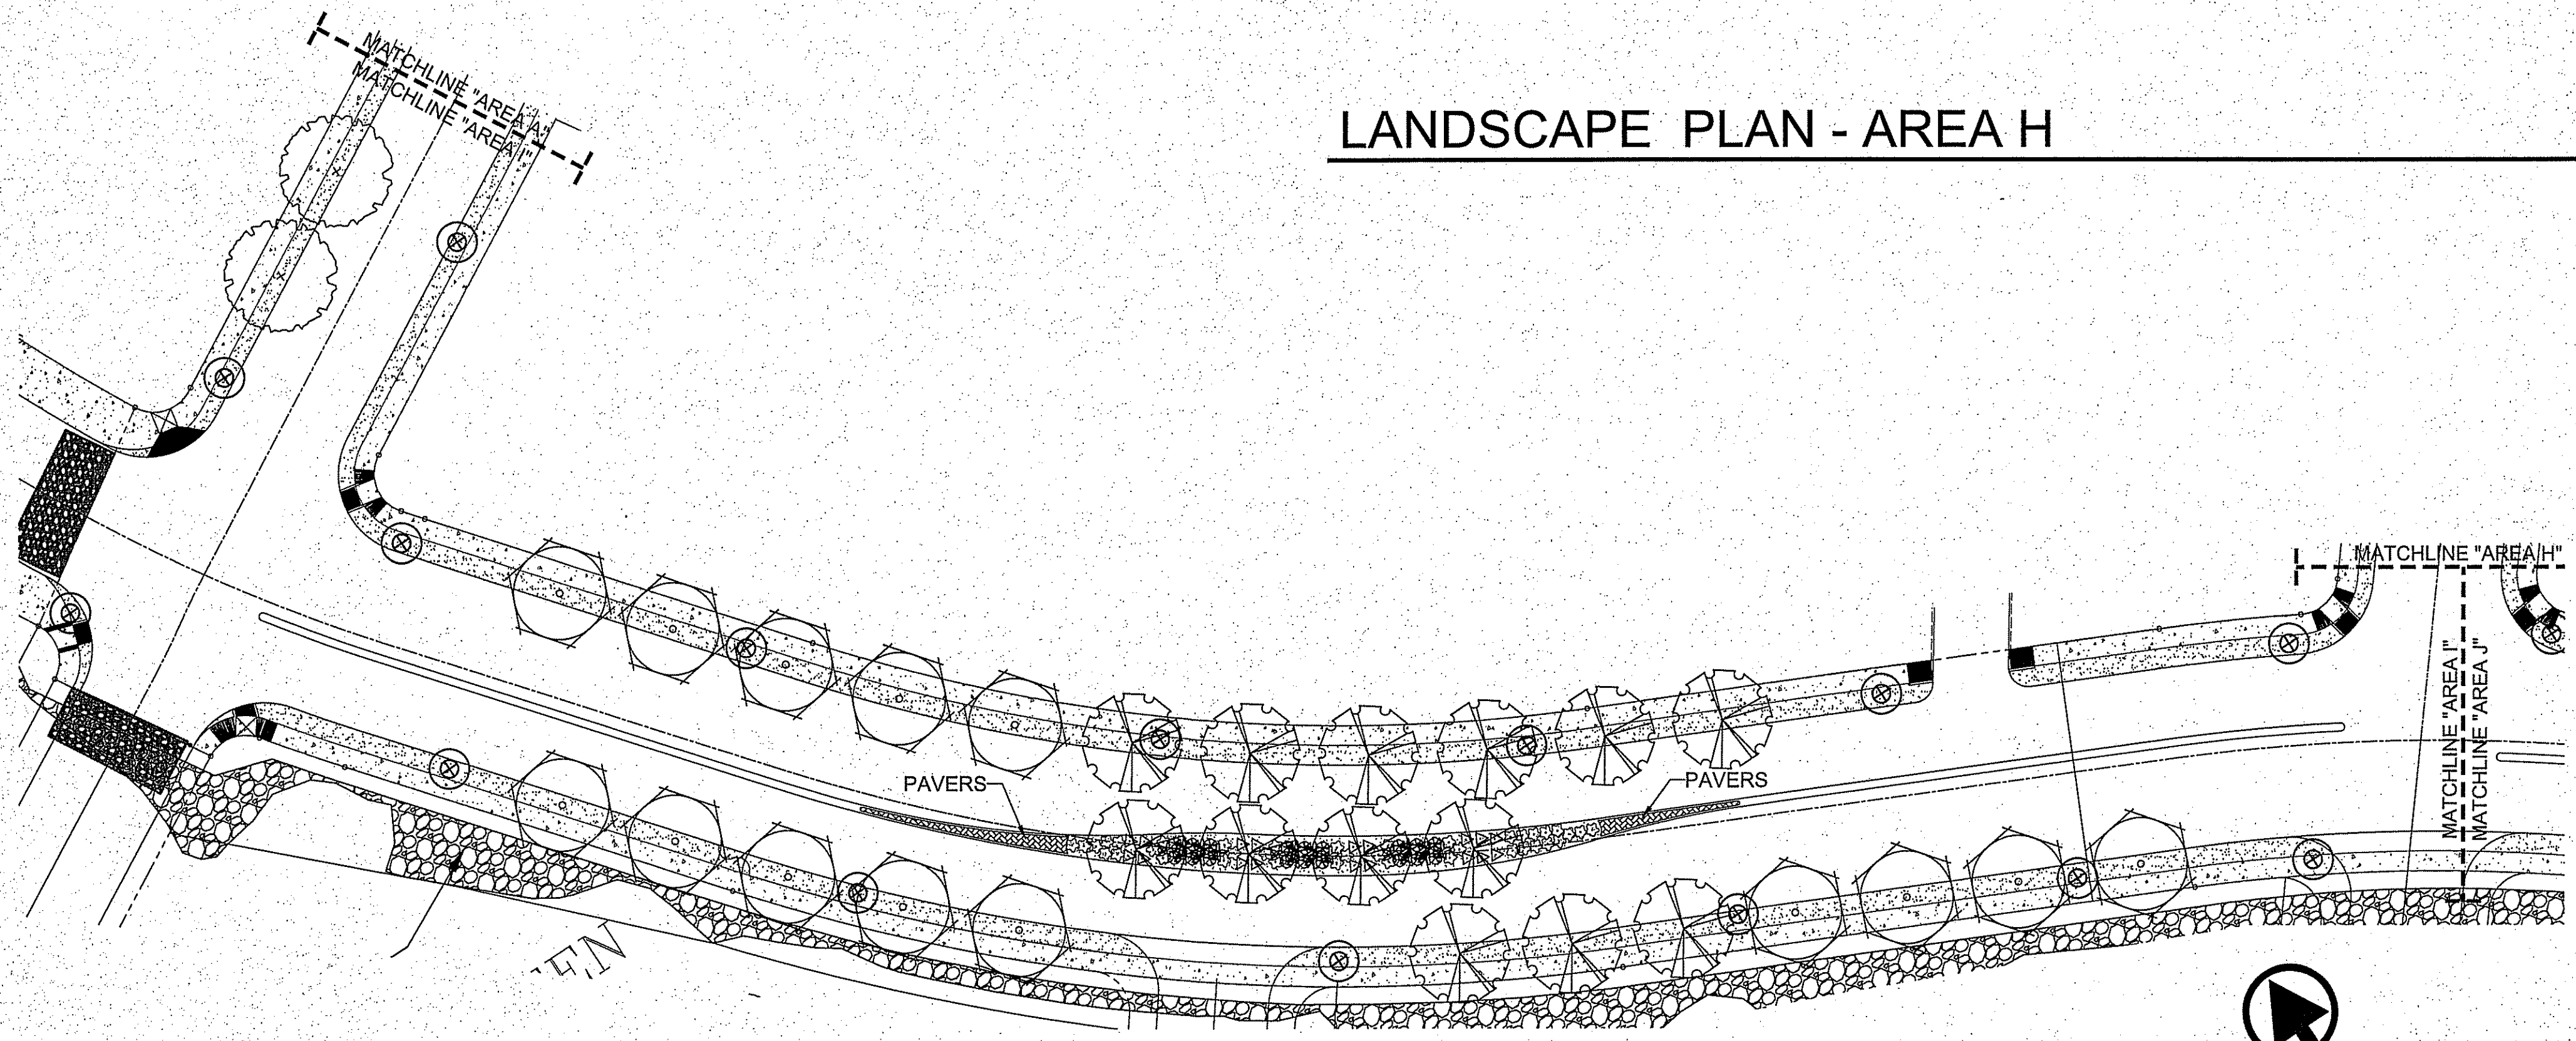 MATCHLINE "AREA A"
MATCHLINE "AREA I"
LANDSCAPE PLAN - AREA H
MATCHLINE "AREA H"
MATCHLINE "AREA I"
MATCHLINE "AREA J"
PAVERS
PAVERS